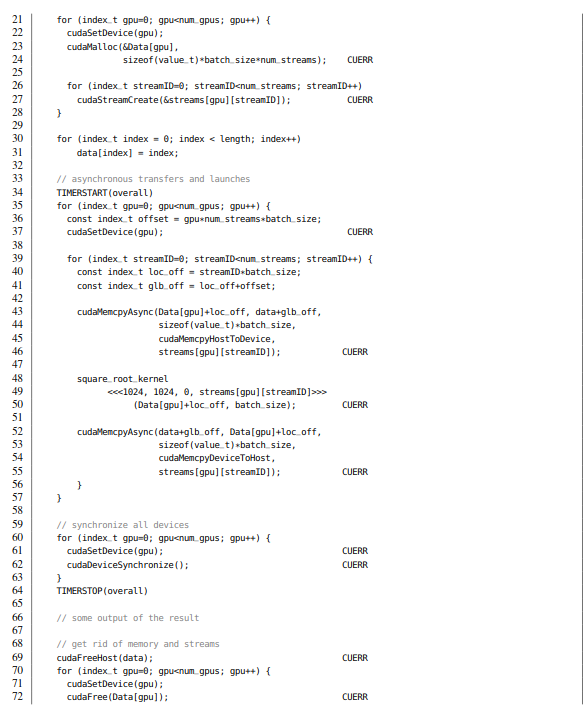 21 for (index_t gpu=0; gpu<num_gpus; gpu++) {
22 cudaSetDevice(gpu);
23 cudaMalloc(&Data[gpu],
24 sizeof(value_t)*batch_size*num_streams); CUERR
25
26 for (index_t streamID=0; streamID<num_streams; streamID++)
27 cudaStreamCreate(&streams[gpu][streamID]); CUERR
28 }
29
30 for (index_t index = 0; index < length; index++)
31 data[index] = index;
32
33 // asynchronous transfers and launches
34 TIMERSTART(overall)
35 for (index_t gpu=0; gpu<num_gpus; gpu++) {
36 const index_t offset = gpu*num_streams*batch_size;
37 cudaSetDevice(gpu); CUERR
38
39 for (index_t streamID=0; streamID<num_streams; streamID++) {
40 const index_t loc_off = streamID*batch_size;
41 const index_t glb_off = loc_off+offset;
42
43 cudaMemcpyAsync(Data[gpu]+loc_off, data+glb_off,
44 sizeof(value_t)*batch_size,
45 cudaMemcpyHostToDevice,
46 streams[gpu][streamID]); CUERR
47
48 square_root_kernel
49 <<<1024, 1024, 0, streams[gpu][streamID]>>>
50 (Data[gpu]+loc_off, batch_size); CUERR
51
52 cudaMemcpyAsync(data+glb_off, Data[gpu]+loc_off,
53 sizeof(value_t)*batch_size,
54 cudaMemcpyDeviceToHost,
55 streams[gpu][streamID]); CUERR
56 }
57 }
58
59 // synchronize all devices
60 for (index_t gpu=0; gpu<num_gpus; gpu++) {
61 cudaSetDevice(gpu); CUERR
62 cudaDeviceSynchronize(); CUERR
63 }
64 TIMERSTOP(overall)
65
66 // some output of the result
67
68 // get rid of memory and streams
69 cudaFreeHost(data); CUERR
70 for (index_t gpu=0; gpu<num_gpus; gpu++) {
71 cudaSetDevice(gpu);
72 cudaFree(Data[gpu]); CUERR